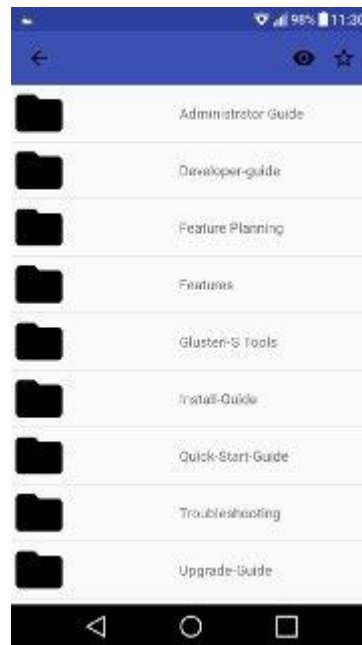 98% 11:30
Administrator Guide
Developer-guide
Feature Planning
Features
GlusterFS Tools
Install-Guide
Quick-Start-Guide
Troubleshooting
Upgrade-Guide